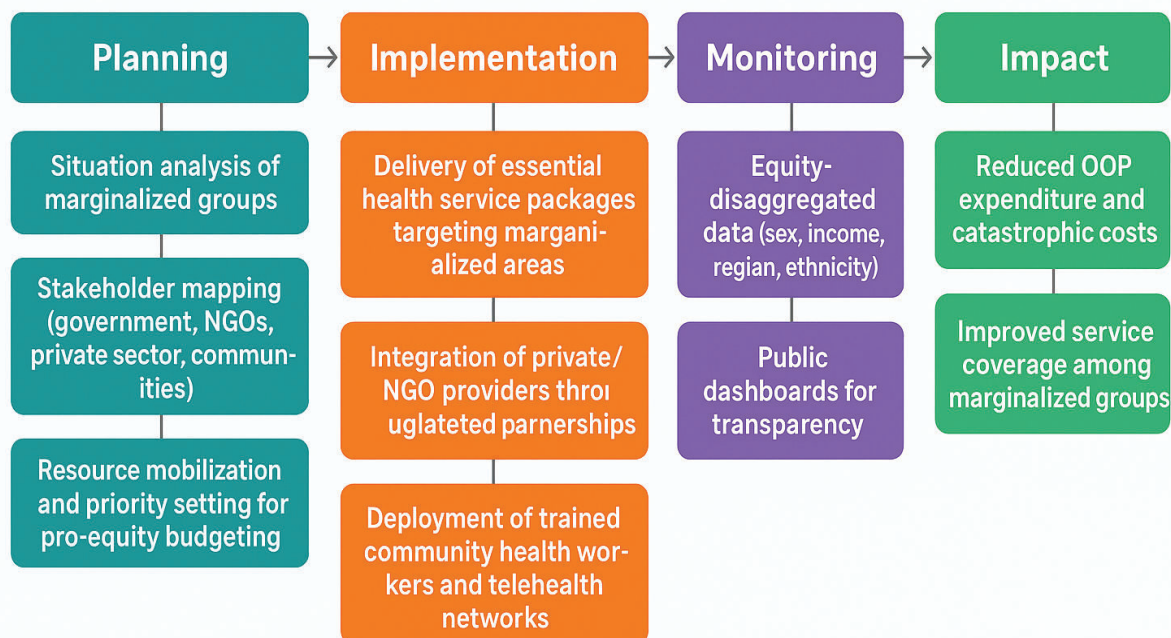 Planning
Situation analysis of
marginalized groups
Stakeholder mapping
(government, NGOs,
private sector, commun-
ities)
Resource mobilization
and priority setting for
pro-equity budgeting
Implementation
Delivery of essential
health service packages
targeting margani-
alized areas
Integration of private/
NGO providers throı
uglateted parnerships
Deployment of trained
community health wor-
kers and telehealth
networks
Monitoring
Equity-
disaggregated
data (sex, income,
regian, ethnicity)
Public
dashboards for
transparency
Impact
Reduced OOP
expenditure and
catastrophic costs
Improved service
coverage among
marginalized groups